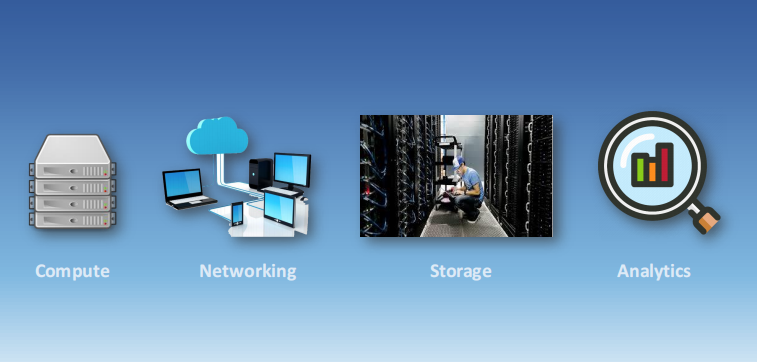 Compute
Networking
Storage
Analytics